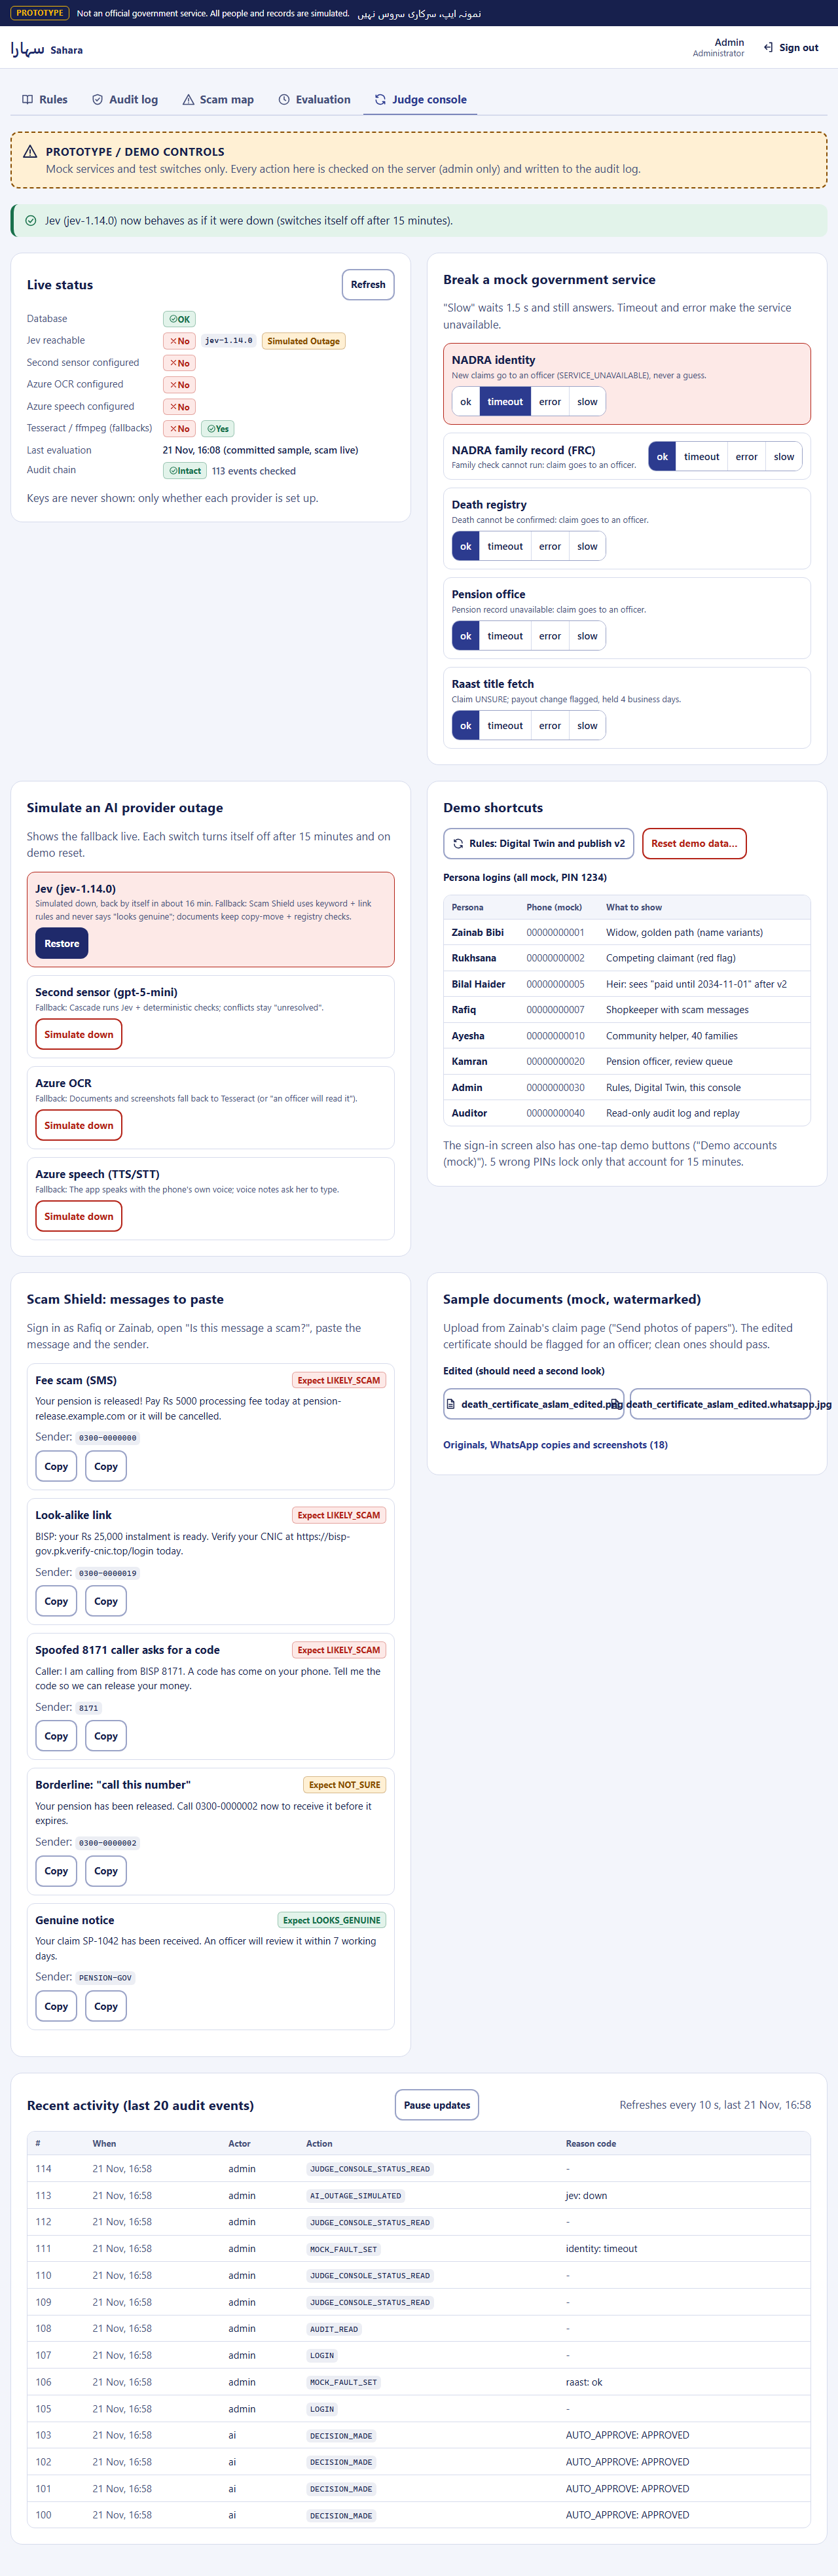 PROTOTYPE Not an official government service. All people and records are simulated. نمونہ ایپ، سرکاری سروس نہیں
سہارا Sahara
Admin
Administrator
Sign out
Rules Audit log Scam map Evaluation Judge console
PROTOTYPE / DEMO CONTROLS
Mock services and test switches only. Every action here is checked on the server (admin only) and written to the audit log.
Jev (jev-1.14.0) now behaves as if it were down (switches itself off after 15 minutes).
Live status
Refresh
Database OK
Jev reachable No jev-1.14.0 Simulated Outage
Second sensor configured No
Azure OCR configured No
Azure speech configured No
Tesseract / ffmpeg (fallbacks) No Yes
Last evaluation 21 Nov, 16:08 (committed sample, scam live)
Audit chain Intact 113 events checked
Keys are never shown: only whether each provider is set up.
Break a mock government service
"Slow" waits 1.5 s and still answers. Timeout and error make the service
unavailable.
NADRA identity
New claims go to an officer (SERVICE_UNAVAILABLE), never a guess.
ok timeout error slow
NADRA family record (FRC)
Family check cannot run: claim goes to an officer.
ok timeout error slow
Death registry
Death cannot be confirmed: claim goes to an officer.
ok timeout error slow
Pension office
Pension record unavailable: claim goes to an officer.
ok timeout error slow
Raast title fetch
Claim UNSURE; payout change flagged, held 4 business days.
ok timeout error slow
Simulate an AI provider outage
Shows the fallback live. Each switch turns itself off after 15 minutes and on
demo reset.
Jev (jev-1.14.0)
Simulated down, back by itself in about 16 min. Fallback: Scam Shield uses keyword + link
rules and never says "looks genuine"; documents keep copy-move + registry checks.
Restore
Second sensor (gpt-5-mini)
Fallback: Cascade runs Jev + deterministic checks; conflicts stay "unresolved".
Simulate down
Azure OCR
Fallback: Documents and screenshots fall back to Tesseract (or "an officer will read it").
Simulate down
Azure speech (TTS/STT)
Fallback: The app speaks with the phone's own voice; voice notes ask her to type.
Simulate down
Demo shortcuts
Rules: Digital Twin and publish v2 Reset demo data...
Persona logins (all mock, PIN 1234)
Persona Phone (mock) What to show
Zainab Bibi 00000000001 Widow, golden path (name variants)
Rukhsana 00000000002 Competing claimant (red flag)
Bilal Haider 00000000005 Heir: sees "paid until 2034-11-01" after v2
Rafiq 00000000007 Shopkeeper with scam messages
Ayesha 00000000010 Community helper, 40 families
Kamran 00000000020 Pension officer, review queue
Admin 00000000030 Rules, Digital Twin, this console
Auditor 00000000040 Read-only audit log and replay
The sign-in screen also has one-tap demo buttons ("Demo accounts
(mock)"). 5 wrong PINs lock only that account for 15 minutes.
Scam Shield: messages to paste
Sign in as Rafiq or Zainab, open "Is this message a scam?", paste the
message and the sender.
Fee scam (SMS) Expect LIKELY_SCAM
Your pension is released! Pay Rs 5000 processing fee today at pension-
release.example.com or it will be cancelled.
Sender: 0300-0000000
Copy Copy
Look-alike link Expect LIKELY_SCAM
BISP: your Rs 25,000 instalment is ready. Verify your CNIC at https://bisp-
gov.pk.verify-cnic.top/login today.
Sender: 0300-0000019
Copy Copy
Spoofed 8171 caller asks for a code Expect LIKELY_SCAM
Caller: I am calling from BISP 8171. A code has come on your phone. Tell me the
code so we can release your money.
Sender: 8171
Copy Copy
Borderline: "call this number" Expect NOT_SURE
Your pension has been released. Call 0300-0000002 now to receive it before it
expires.
Sender: 0300-0000002
Copy Copy
Genuine notice Expect LOOKS_GENUINE
Your claim SP-1042 has been received. An officer will review it within 7 working
days.
Sender: PENSION-GOV
Copy Copy
Sample documents (mock, watermarked)
Upload from Zainab's claim page ("Send photos of papers"). The edited
certificate should be flagged for an officer; clean ones should pass.
Edited (should need a second look)
death_certificate_aslam_edited.png death_certificate_aslam_edited.whatsapp.jpg
Originals, WhatsApp copies and screenshots (18)
Recent activity (last 20 audit events) Pause updates Refreshes every 10 s, last 21 Nov, 16:58
# When Actor Action Reason code
114 21 Nov, 16:58 admin JUDGE_CONSOLE_STATUS_READ -
113 21 Nov, 16:58 admin AI_OUTAGE_SIMULATED jev: down
112 21 Nov, 16:58 admin JUDGE_CONSOLE_STATUS_READ -
111 21 Nov, 16:58 admin MOCK_FAULT_SET identity: timeout
110 21 Nov, 16:58 admin JUDGE_CONSOLE_STATUS_READ -
109 21 Nov, 16:58 admin JUDGE_CONSOLE_STATUS_READ -
108 21 Nov, 16:58 admin AUDIT_READ -
107 21 Nov, 16:58 admin LOGIN -
106 21 Nov, 16:58 admin MOCK_FAULT_SET raast: ok
105 21 Nov, 16:58 admin LOGIN -
103 21 Nov, 16:58 ai DECISION_MADE AUTO_APPROVE: APPROVED
102 21 Nov, 16:58 ai DECISION_MADE AUTO_APPROVE: APPROVED
101 21 Nov, 16:58 ai DECISION_MADE AUTO_APPROVE: APPROVED
100 21 Nov, 16:58 ai DECISION_MADE AUTO_APPROVE: APPROVED